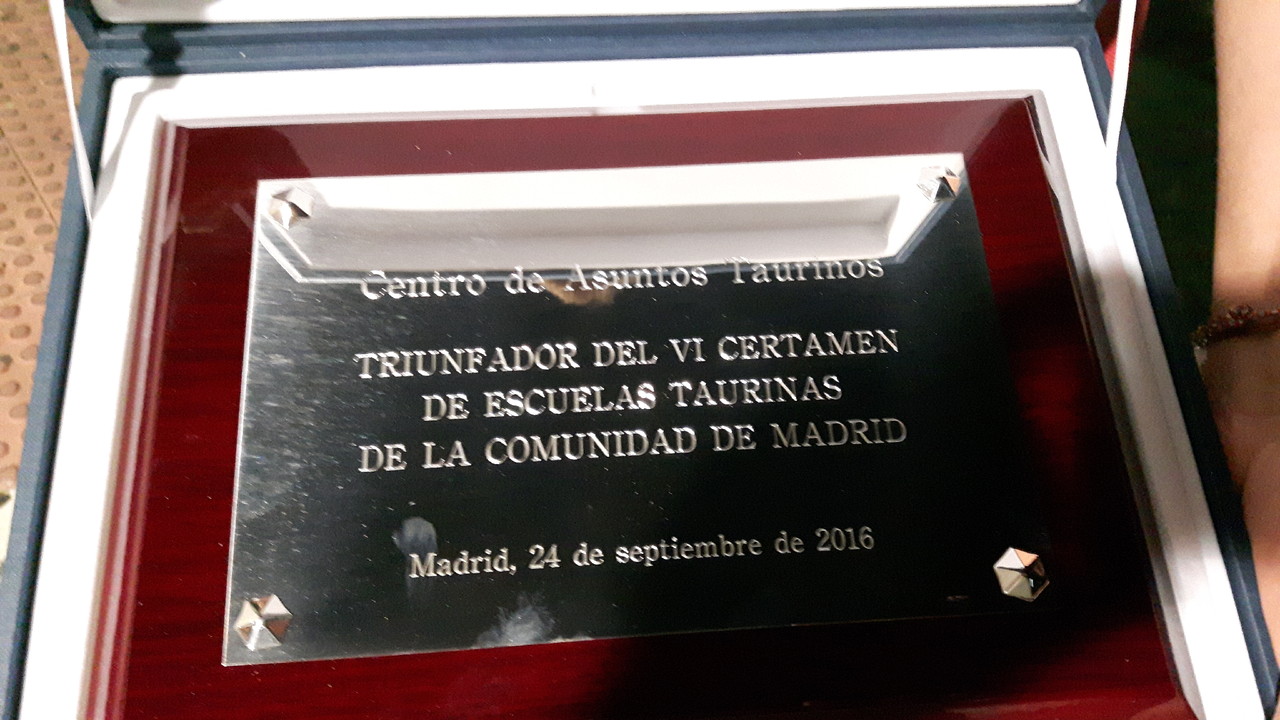 Centro de Asuntos Taurinos
TRIUNFADOR DEL VI CERTAMEN
DE ESCUELAS TAURINAS
DE LA COMUNIDAD DE MADRID
Madrid, 24 de septiembre de 2016